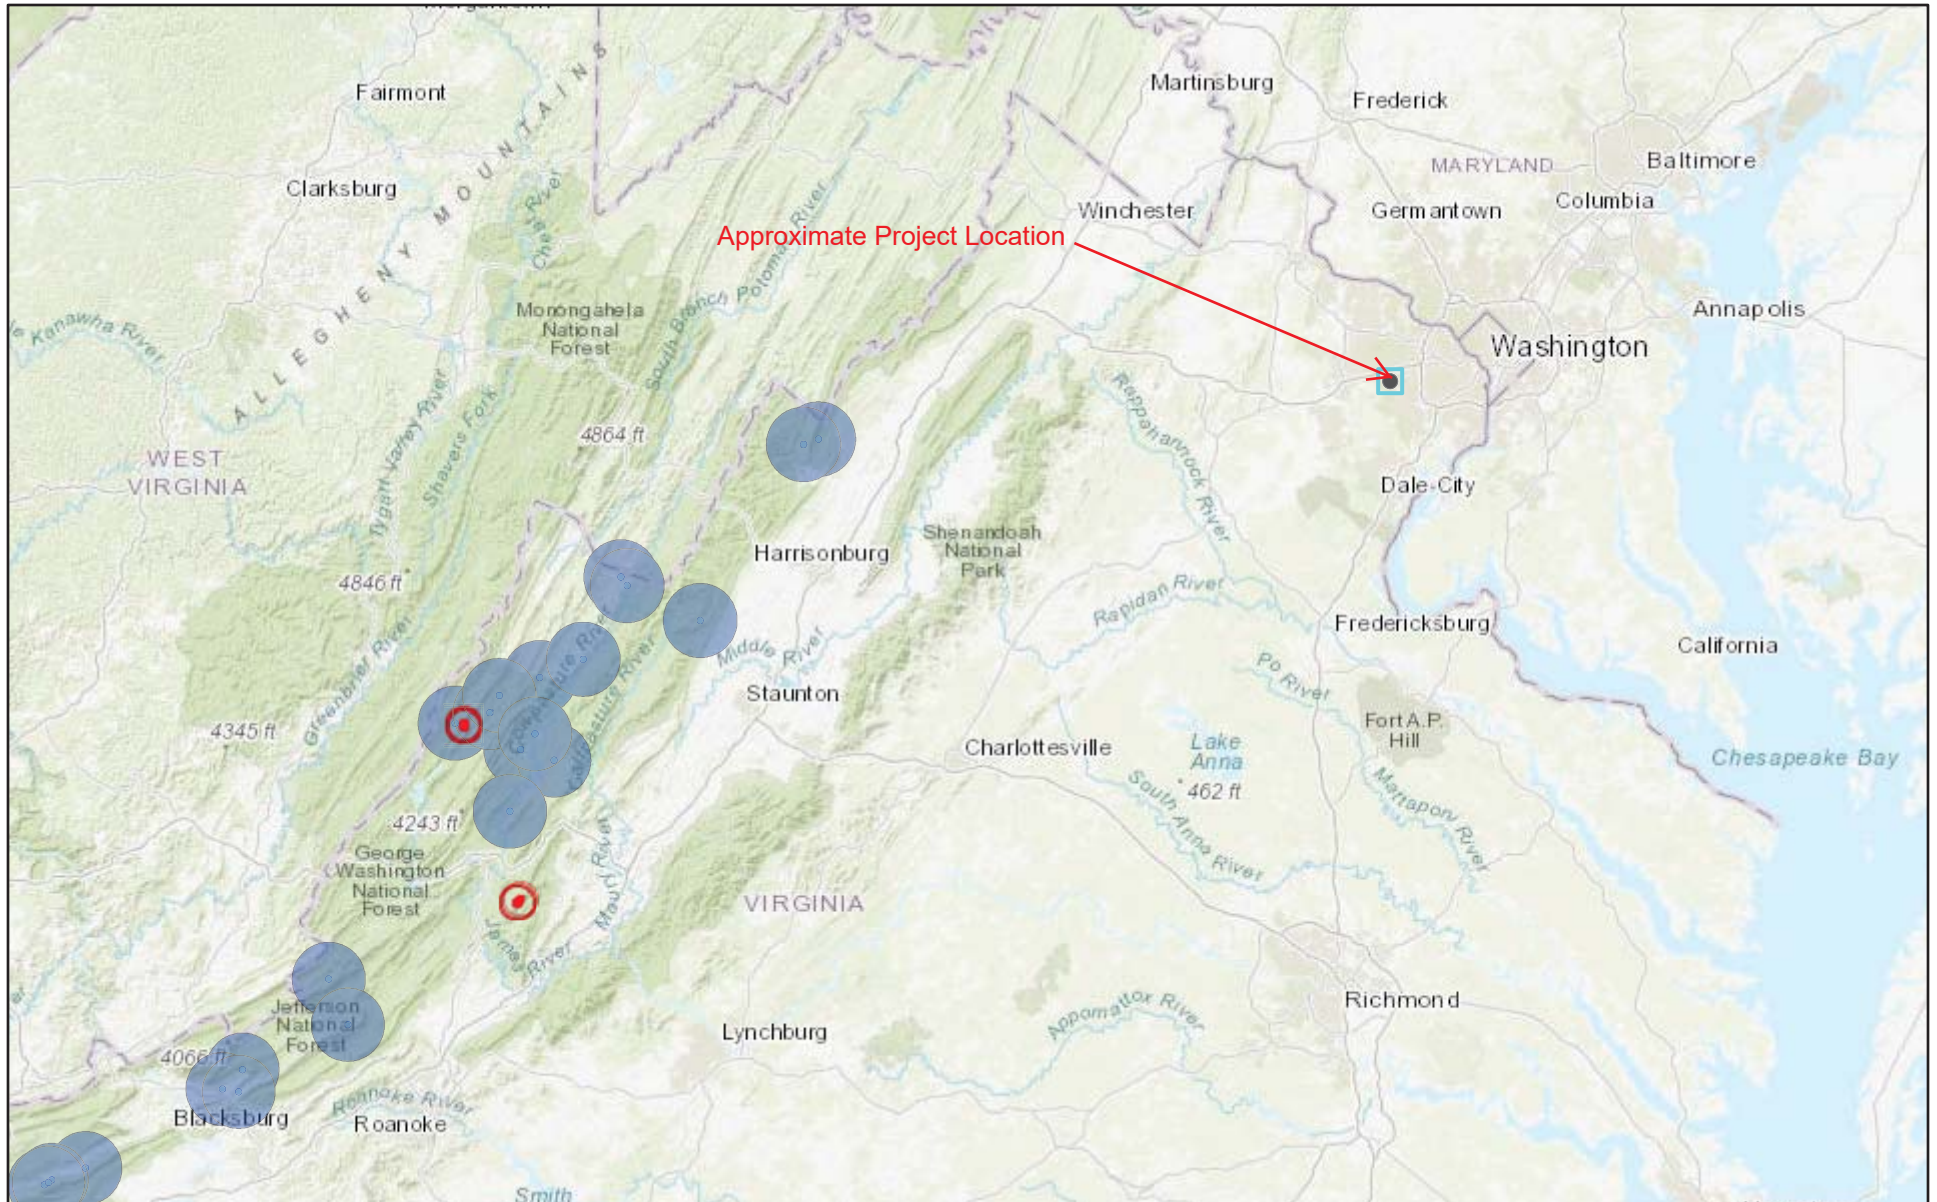 Fairmont
Martinsburg
Frederick
MARYLAND
Baltimore
Clarksburg
ALLEGHENY MOUNTAINS
Cheat River
Columbia
Winchester
Germantown
Approximate Project Location
South Branch Potomac River
Monongahela
National
Forest
Annapolis
Kanawha River
Washington
Tygart Valley River
Shavers Fork
4864 ft
WEST
VIRGINIA
Rappahannock River
Dale City
Shenandoah
National
Park
Harrisonburg
4846 ft
Rapidan River
Fredericksburg
California
Greenbrier River
Cowpasture River
Calfpasture River
Middle River
Po River
Staunton
4345 ft
Fort A.P.
Hill
Charlottesville
Lake
Anna
462 ft
Chesapeake Bay
South Anna River
Mattaponi River
4243 ft
George
Washington
National
Forest
Maury River
VIRGINIA
James River
Jefferson
National
Forest
Richmond
Appomattox River
Lynchburg
4066 ft
Blacksburg
Roanoke River
Roanoke
Smith